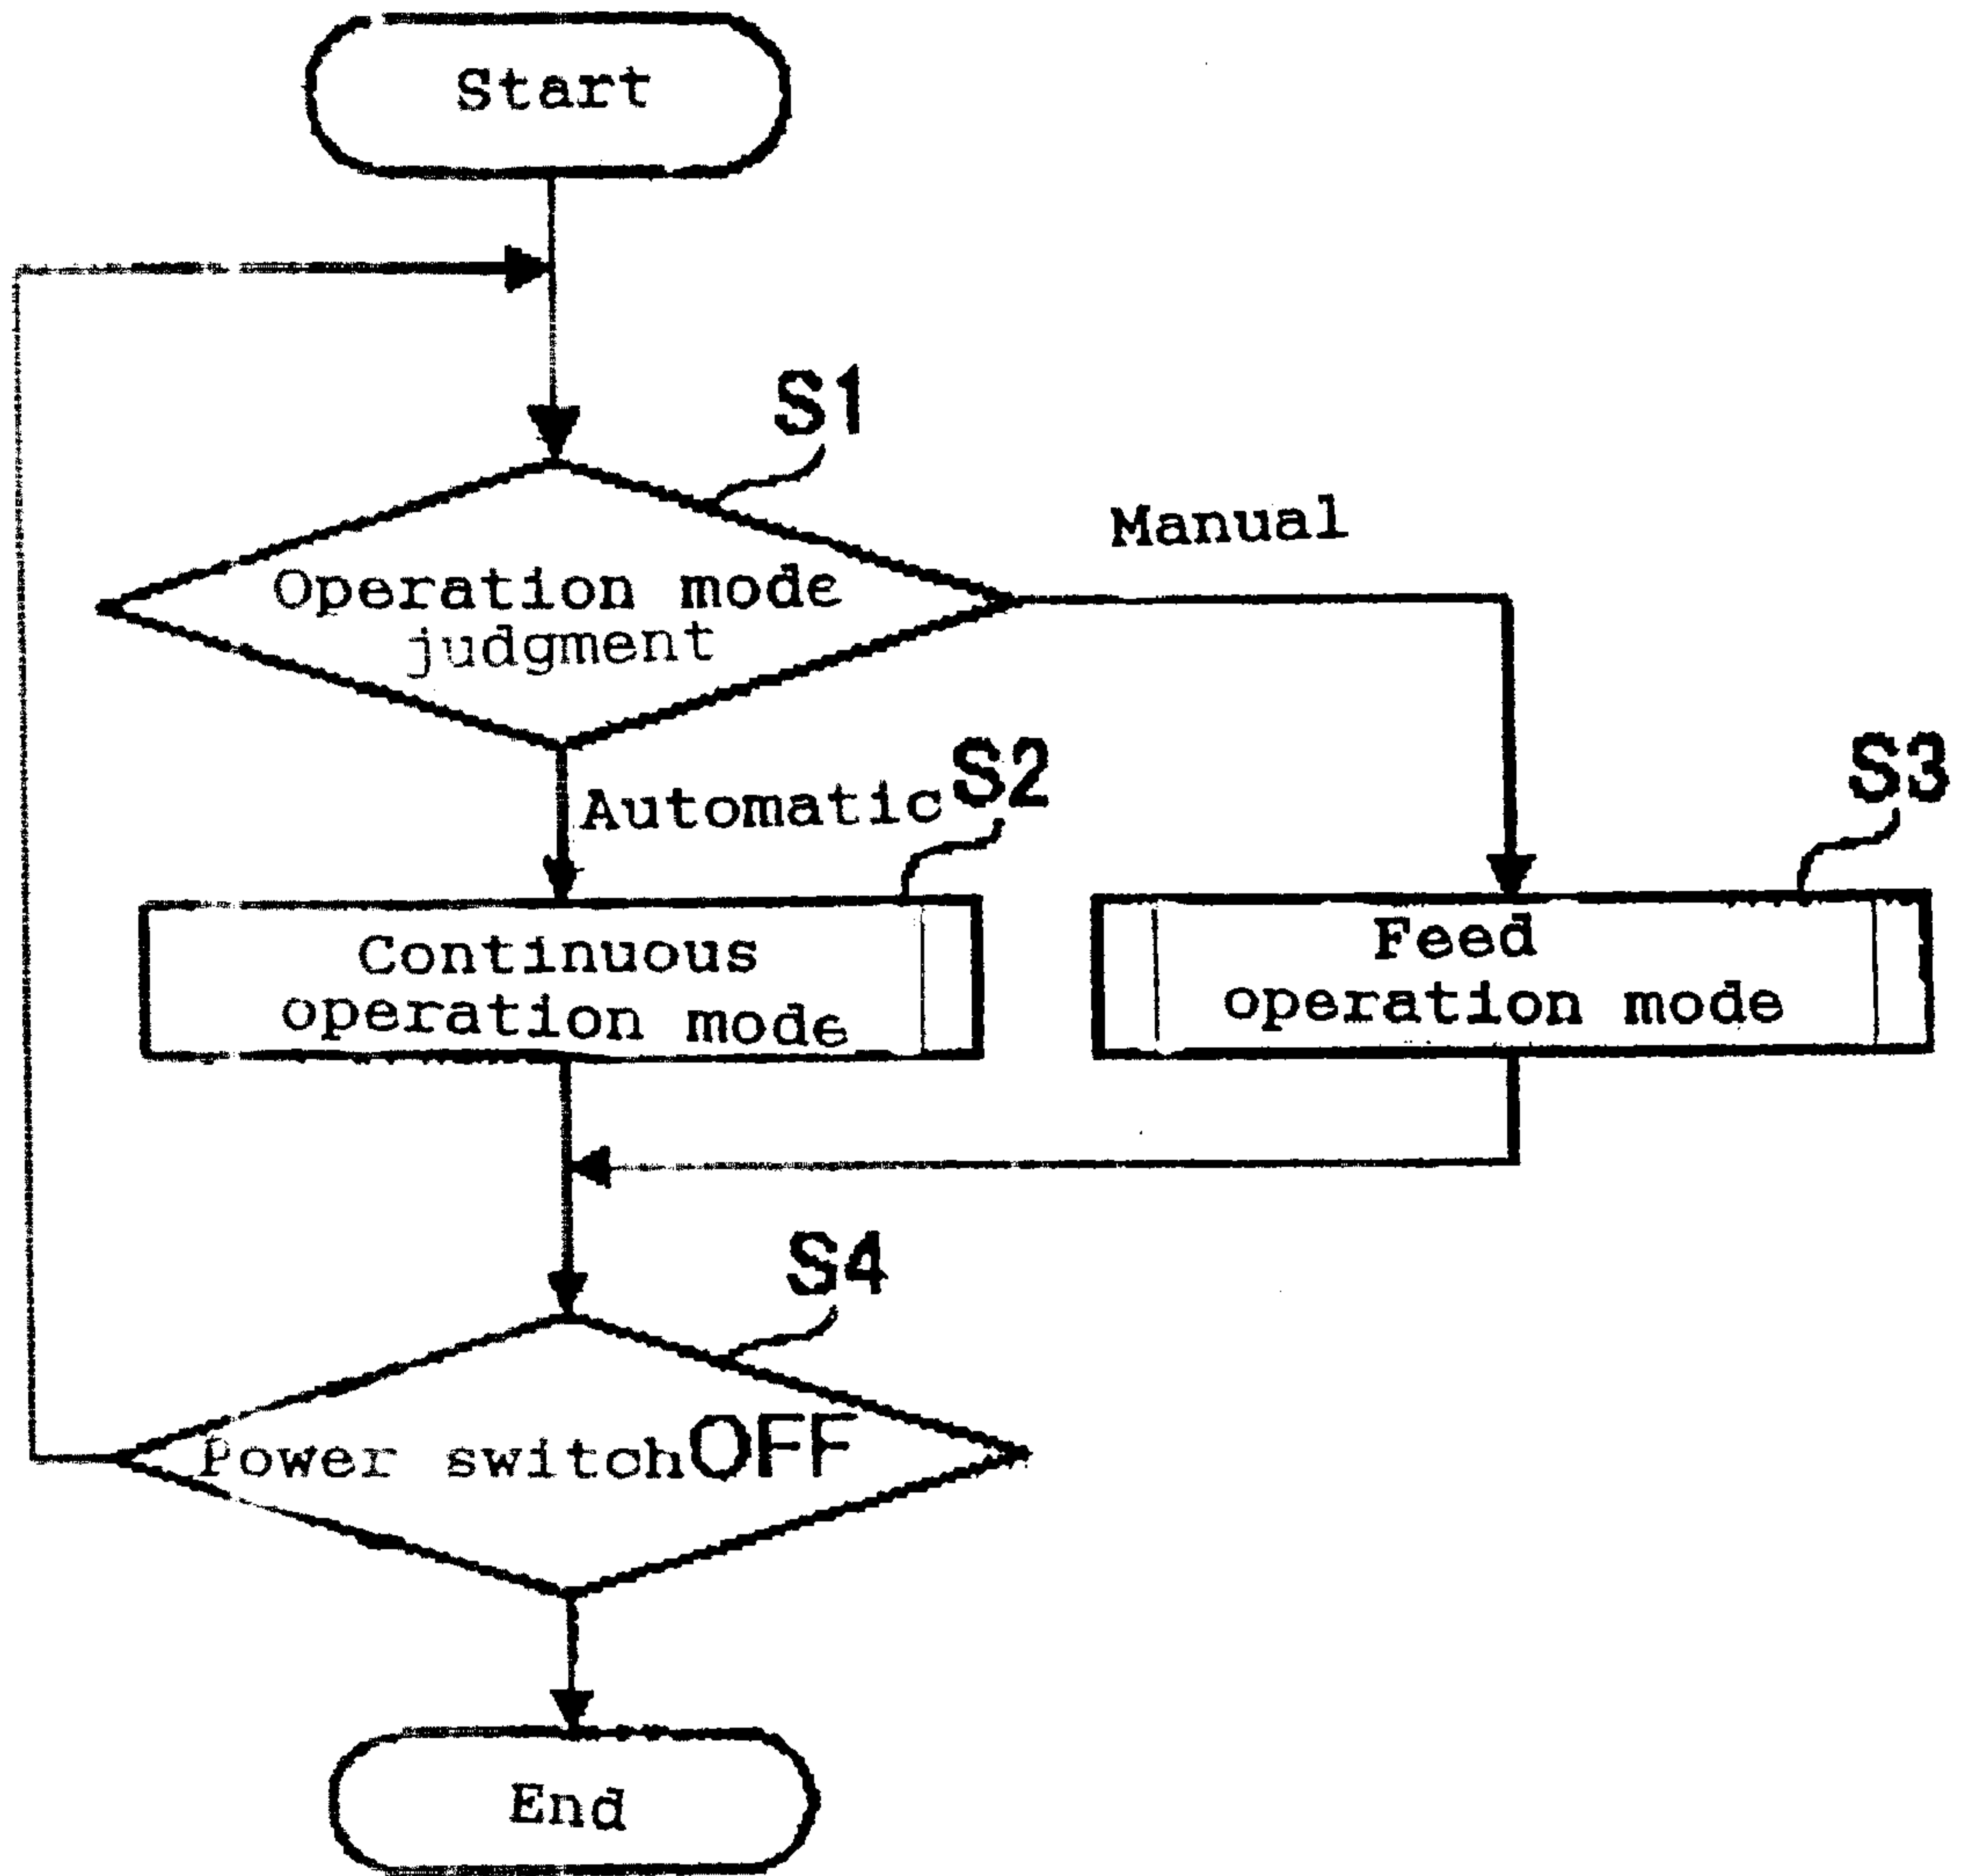 Start
S1
Manual
Operation mode
judgment
S2
Automatic
S3
Continuous
operation mode
Feed
operation mode
S4
Power switch OFF
End